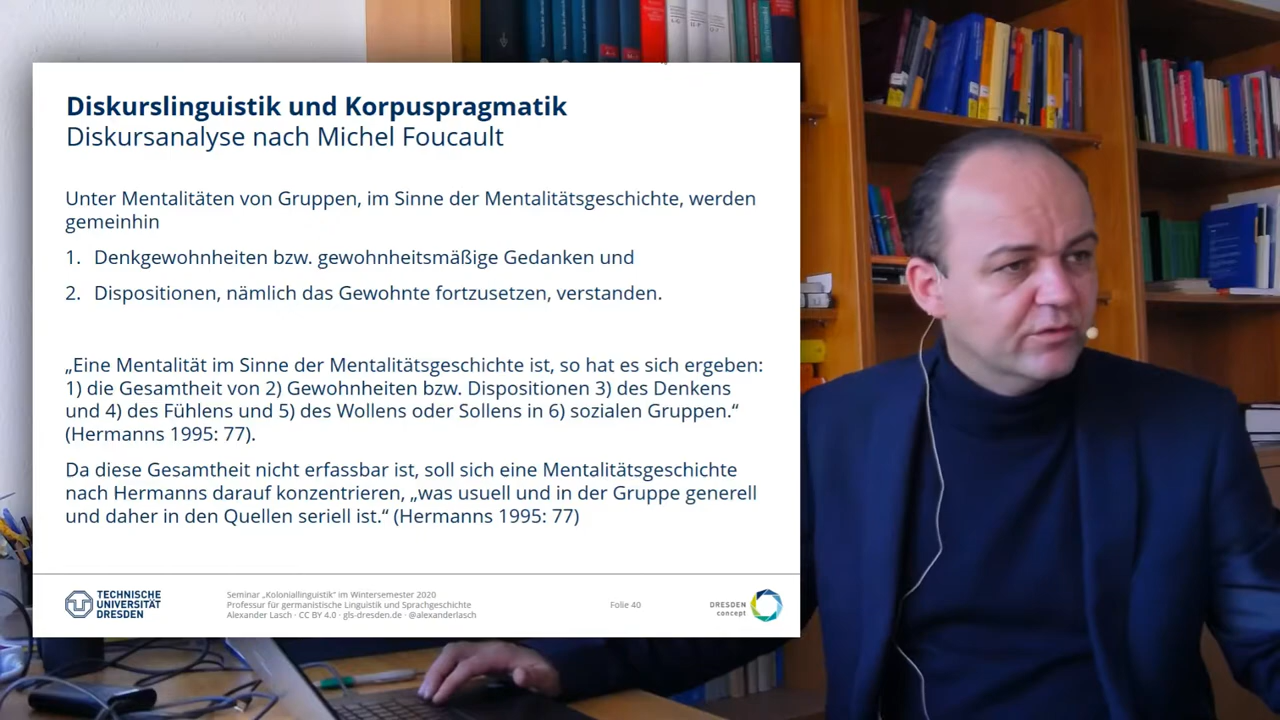 Diskurslinguistik und Korpuspragmatik
Diskursanalyse nach Michel Foucault
Unter Mentalitäten von Gruppen, im Sinne der Mentalitätsgeschichte, werden
gemeinhin
1. Denkgewohnheiten bzw. gewohnheitsmäßige Gedanken und
2. Dispositionen, nämlich das Gewohnte fortzusetzen, verstanden.
„Eine Mentalität im Sinne der Mentalitätsgeschichte ist, so hat es sich ergeben:
1) die Gesamtheit von 2) Gewohnheiten bzw. Dispositionen 3) des Denkens
und 4) des Fühlens und 5) des Wollens oder Sollens in 6) sozialen Gruppen.“
(Hermanns 1995: 77).
Da diese Gesamtheit nicht erfassbar ist, soll sich eine Mentalitätsgeschichte
nach Hermanns darauf konzentrieren, „was usuell und in der Gruppe generell
und daher in den Quellen seriell ist.“ (Hermanns 1995: 77)
TECHNISCHE
UNIVERSITÄT
DRESDEN
Seminar „Koloniallinguistik“ im Wintersemester 2020
Professur für germanistische Linguistik und Sprachgeschichte
Alexander Lasch · CC BY 4.0 · gls-dresden.de · @alexanderlasch
Folie 40
DRESDEN
concept